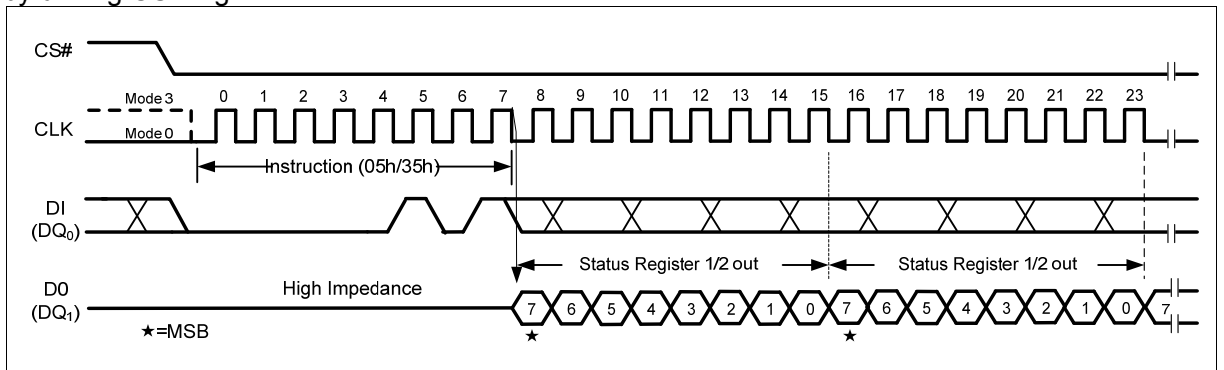 CS#
Mode 3 0 1 2 3 4 5 6 7 8 9 10 11 12 13 14 15 16 17 18 19 20 21 22 23
CLK Mode 0
Instruction (05h/35h)
DI
(DQ0)
Status Register 1/2 out Status Register 1/2 out
D0 High Impedance
(DQ1) 7 6 5 4 3 2 1 0 7 6 5 4 3 2 1 0 7
★=MSB ★ ★